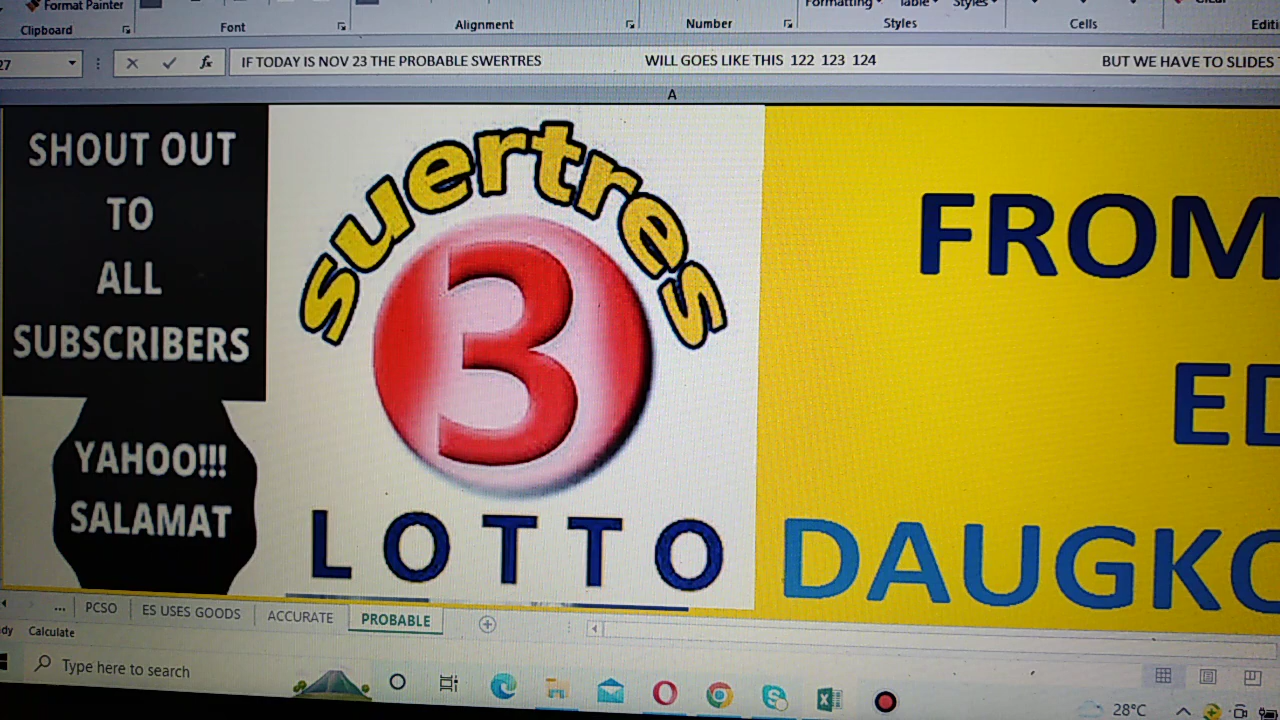 Format Painter
Formatting Table Styles
Clipboard
Font
Alignment
Number
Styles
Cells
27
fx
IF TODAY IS NOV 23 THE PROBABLE SWERTRES WILL GOES LIKE THIS 122 123 124 BUT WE HAVE TO SLIDES
A
SHOUT OUT
TO
ALL
SUBSCRIBERS
YAHOO!!!
SALAMAT
suertres
3
LOTTO
FROM
ED
DAUGKO
... PCSO ES USES GOODS ACCURATE PROBABLE
Calculate
Type here to search
28°C